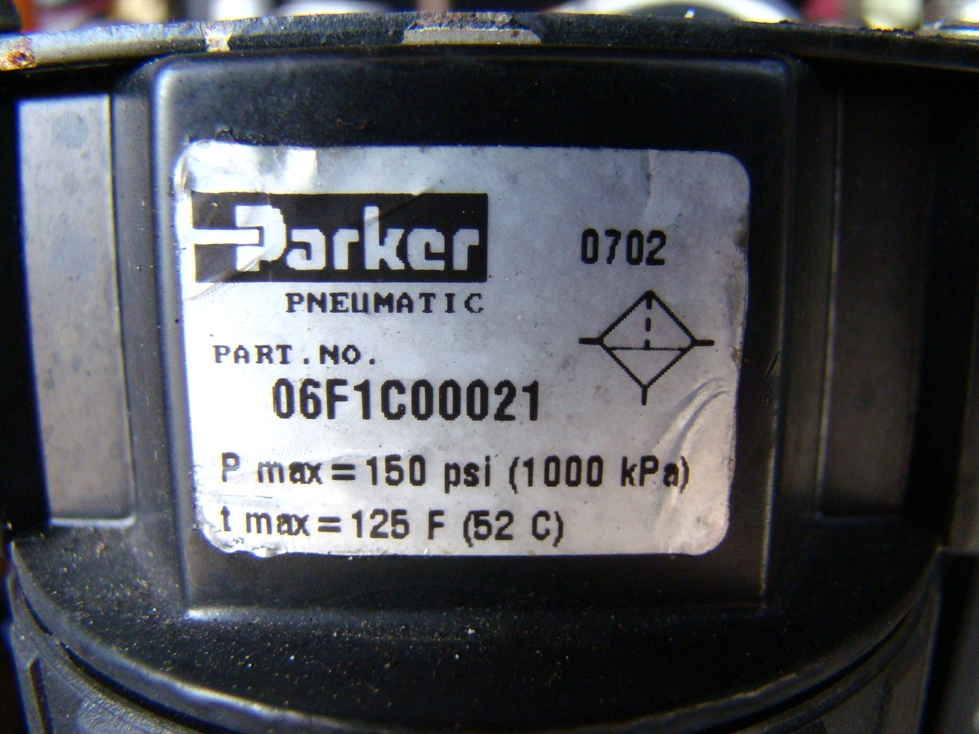 Parker
0702
PNEUMATIC
PART.NO.
06F1C00021
P max=150 psi (1000 kPa)
t max=125 F (52 C)